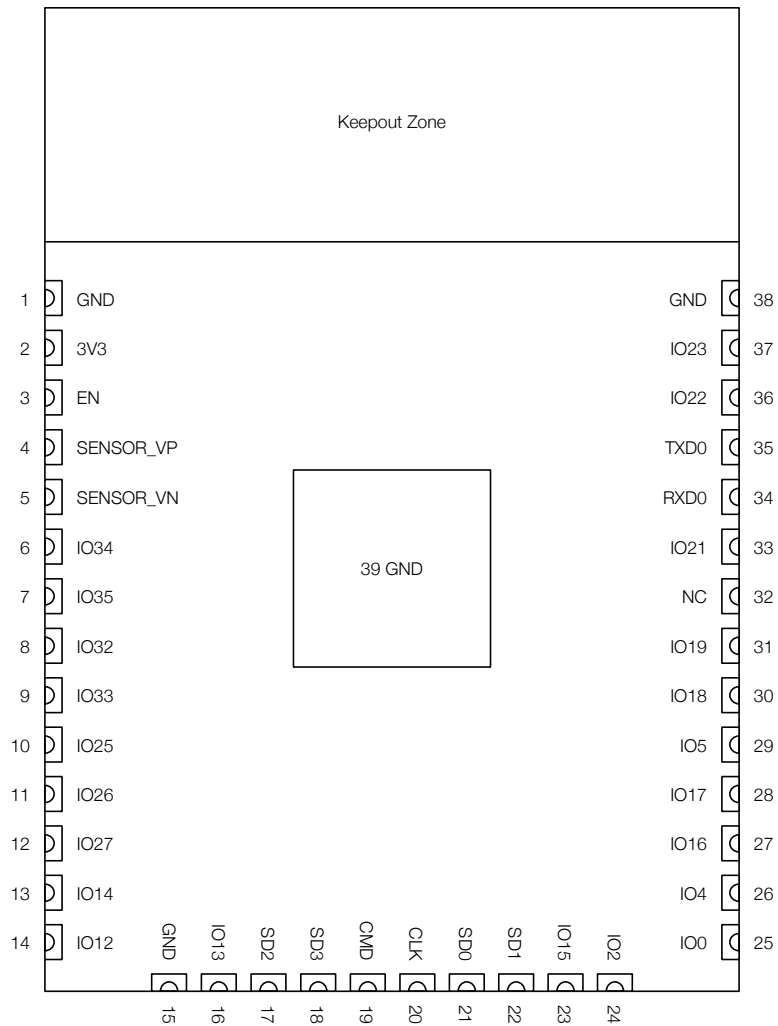 Keepout Zone
1 GND GND 38
2 3V3 IO23 37
3 EN IO22 36
4 SENSOR_VP TXD0 35
5 SENSOR_VN RXD0 34
6 IO34 IO21 33
39 GND
7 IO35 NC 32
8 IO32 IO19 31
9 IO33 IO18 30
10 IO25 IO5 29
11 IO26 IO17 28
12 IO27 IO16 27
13 IO14 IO4 26
14 IO12 IO0 25
GND IO13 SD2 SD3 CMD CLK SD0 SD1 IO15 IO2
15 16 17 18 19 20 21 22 23 24